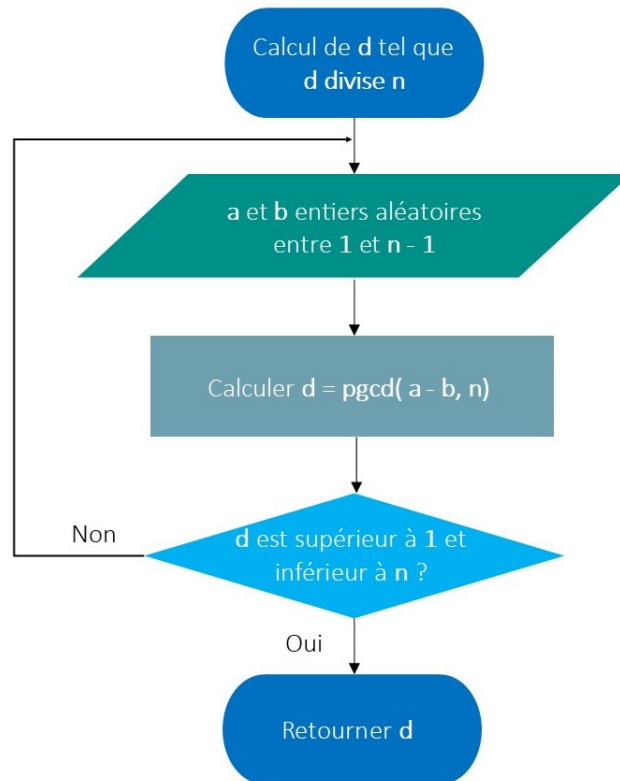 Calcul de d tel que
d divise n
a et b entiers aléatoires
entre 1 et n - 1
Calculer d = pgcd( a - b, n)
Non
d est supérieur à 1 et
inférieur à n ?
Oui
Retourner d